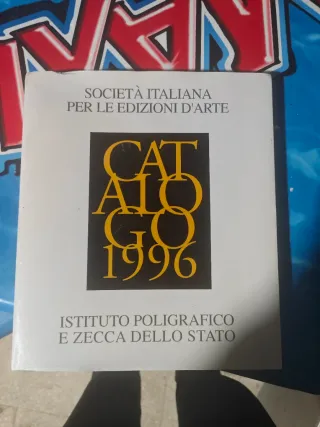 SOCIETÀ ITALIANA
PER LE EDIZIONI D'ARTE
CAT
ALO
GO
1996
ISTITUTO POLIGRAFICO
E ZECCA DELLO STATO